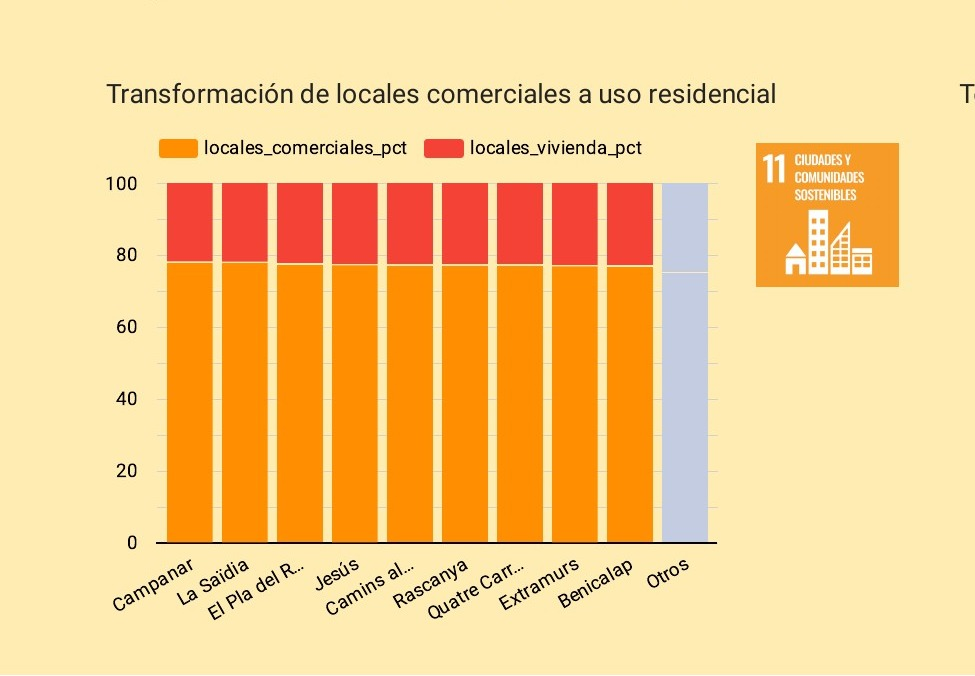 Transformación de locales comerciales a uso residencial
locales_comerciales_pct
locales_vivienda_pct
11
CIUDADES Y
COMUNIDADES
SOSTENIBLES
100
80
60
40
20
0
Campanar
La Saïdia
El Pla del R...
Jesús
Camins al...
Rascanya
Quatre Carr...
Extramurs
Benicalap
Otros